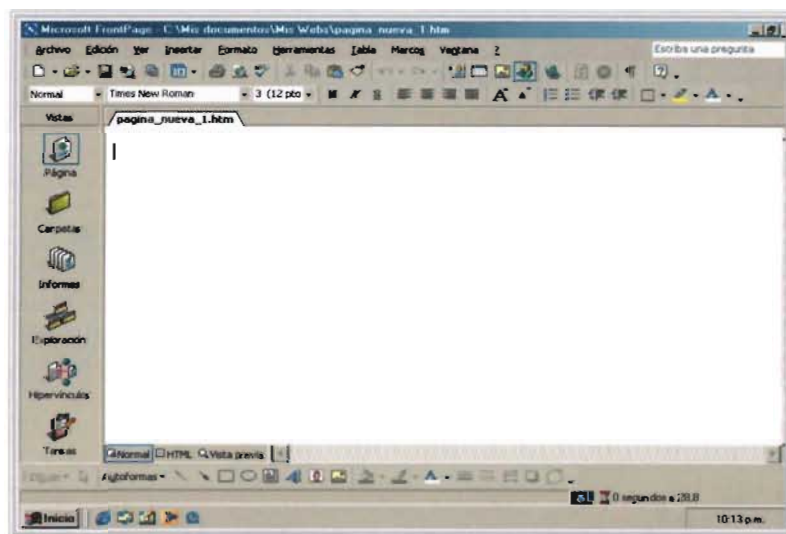 Microsoft FrontPage - C:\Mis documentos\Mis Webs\pagina_nueva_1.htm
Archivo Edición Ver Insertar Formato Herramientas Tabla Marcos Ventana ?
Escriba una pregunta
Normal Times New Roman 3 (12 pto
Vistas
pagina_nueva_1.htm
Página
Carpetas
Informes
Exploración
Hipervínculos
Tareas
Normal HTML Vista previa
Autoformas
0 segundos a 28.8
Inicio
10:13 p.m.